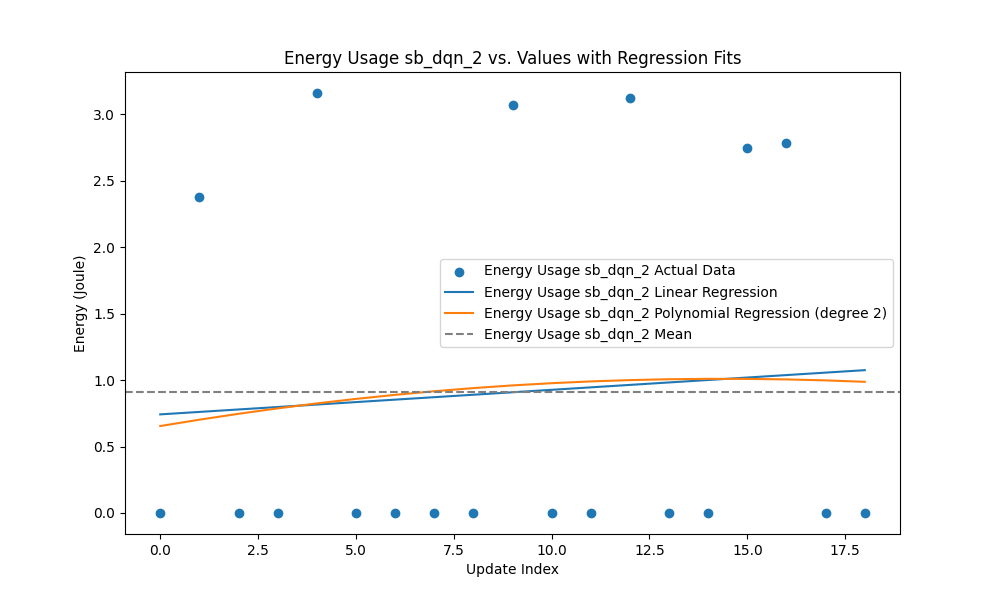 Energy Usage sb_dqn_2 vs. Values with Regression Fits
3.0
2.5
2.0
1.5
1.0
0.5
0.0
Energy (Joule)
Energy Usage sb_dqn_2 Actual Data
Energy Usage sb_dqn_2 Linear Regression
Energy Usage sb_dqn_2 Polynomial Regression (degree 2)
Energy Usage sb_dqn_2 Mean
0.0 2.5 5.0 7.5 10.0 12.5 15.0 17.5
Update Index